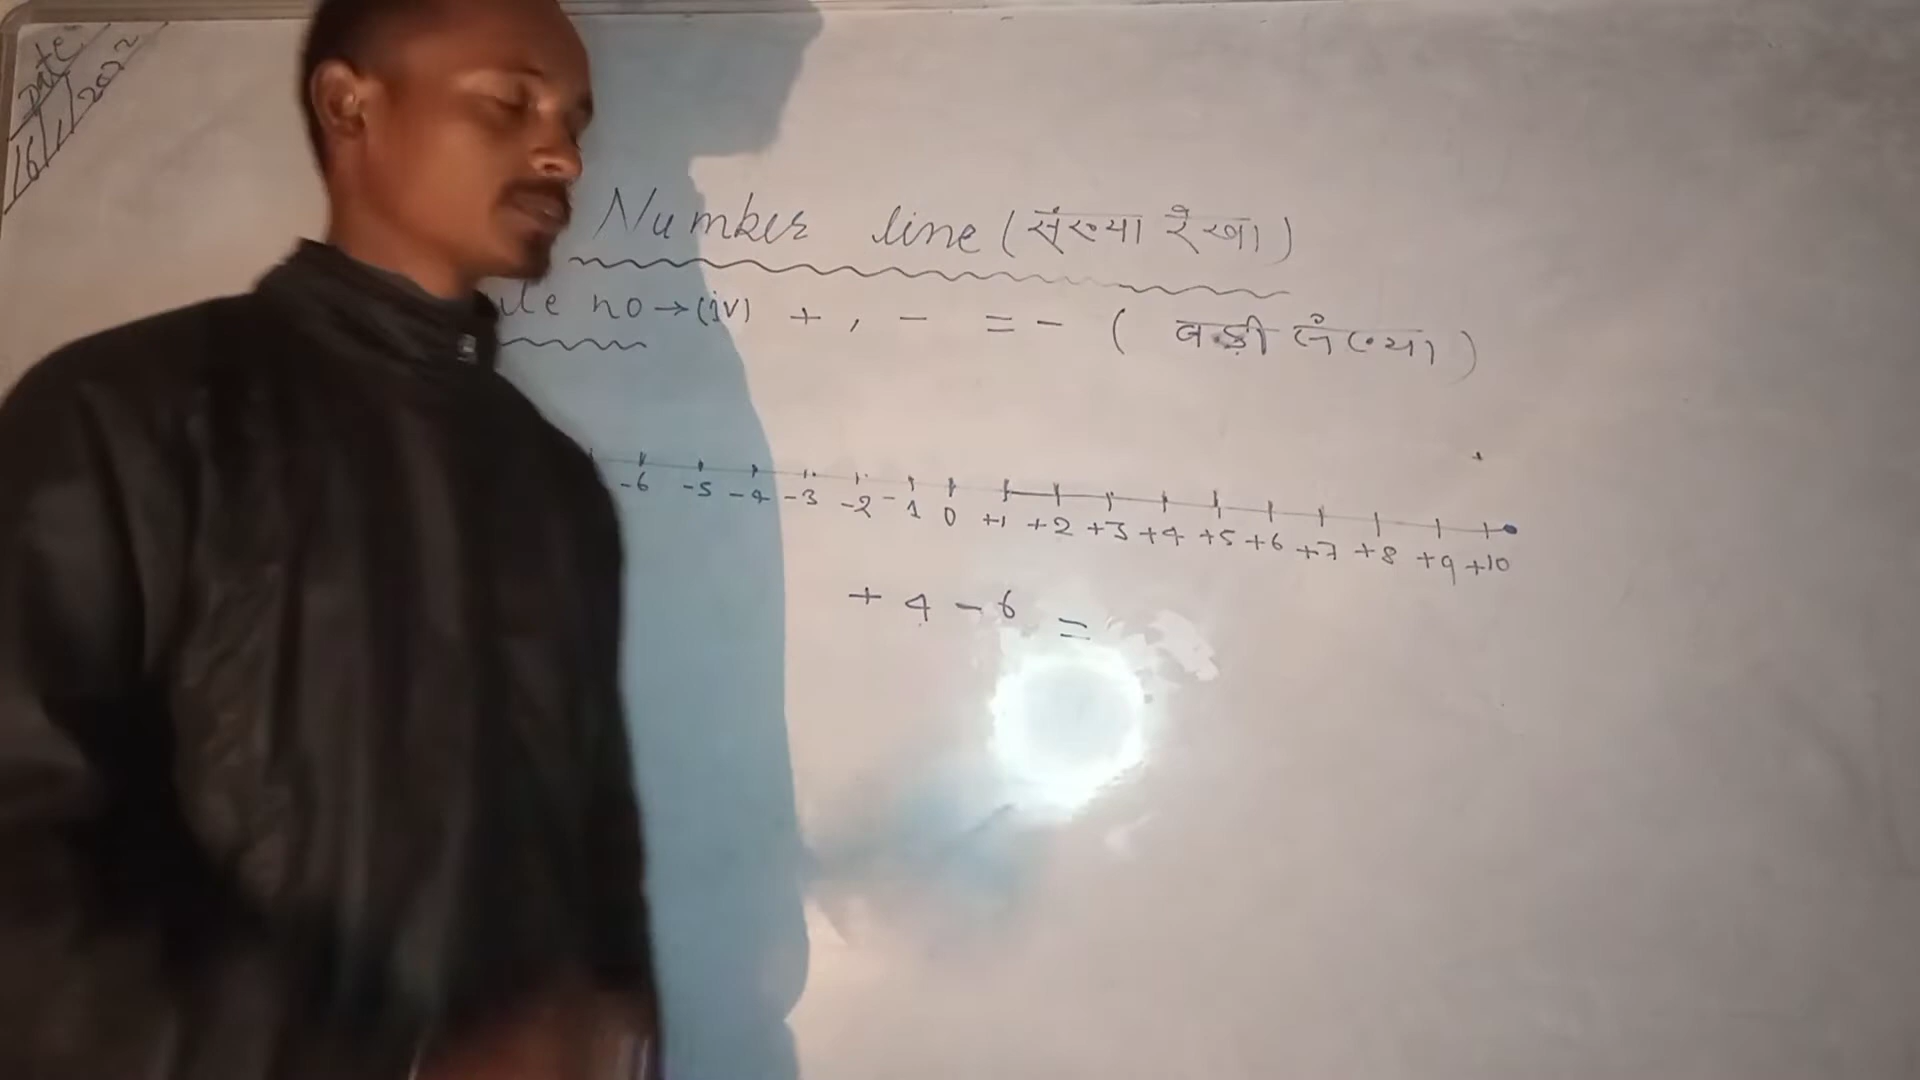 Date
16/1/2022
Number line (संख्या रेखा)
no → (iv) + , - = - ( बड़ी संख्या )
-6 -5 -4 -3 -2 -1 0 +1 +2 +3 +4 +5 +6 +7 +8 +9 +10
+ 4 - 6 =